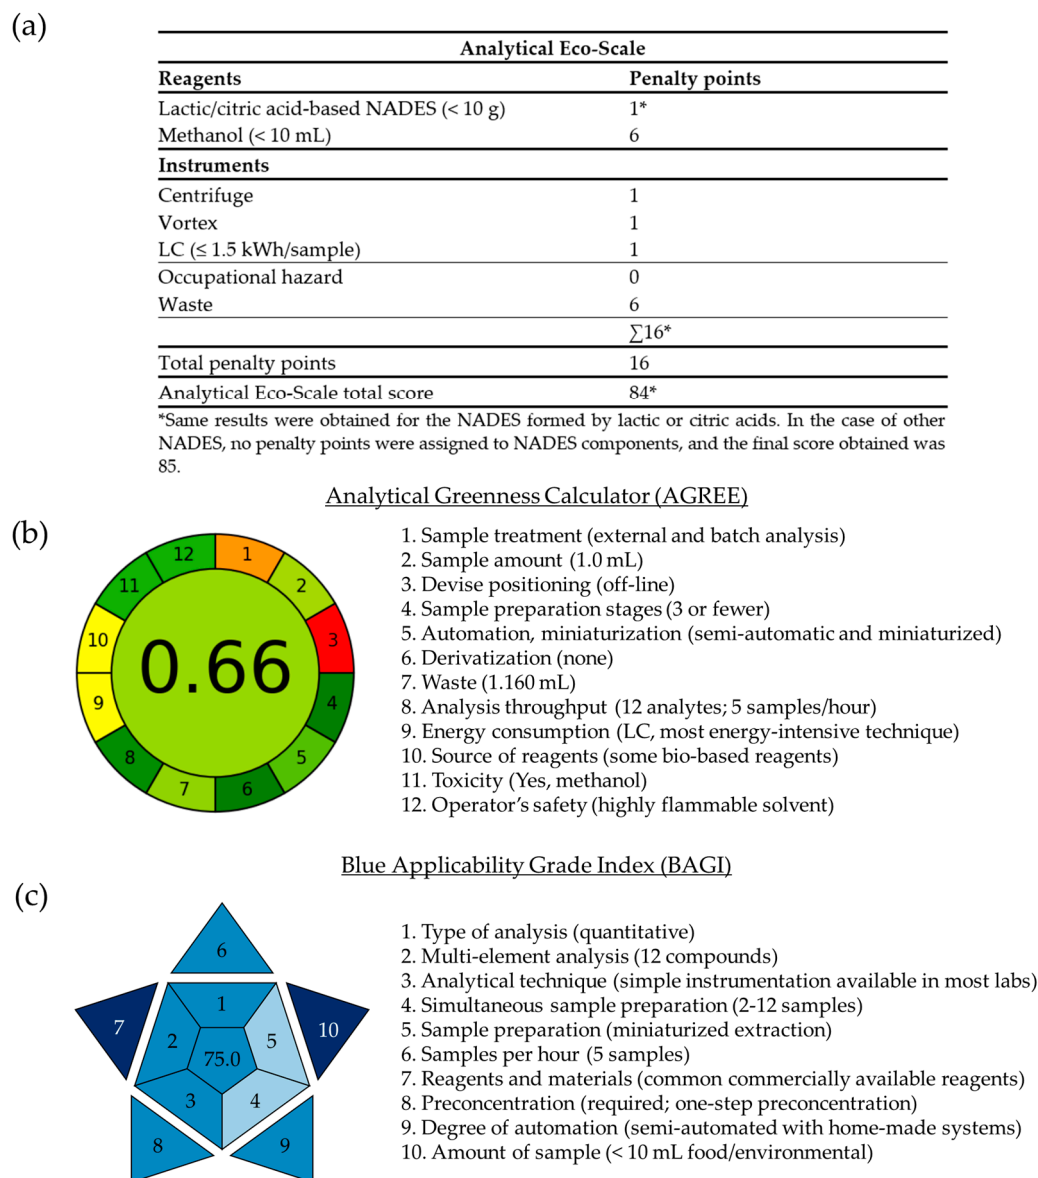 (a)
Analytical Eco-Scale
Reagents Penalty points
Lactic/citric acid-based NADES (< 10 g) 1*
Methanol (< 10 mL) 6
Instruments
Centrifuge 1
Vortex 1
LC (≤ 1.5 kWh/sample) 1
Occupational hazard 0
Waste 6
∑16*
Total penalty points 16
Analytical Eco-Scale total score 84*
*Same results were obtained for the NADES formed by lactic or citric acids. In the case of other
NADES, no penalty points were assigned to NADES components, and the final score obtained was
85.
Analytical Greenness Calculator (AGREE)
(b)
12
1
11
2
10
3
0.66
9
4
8
5
7
6
1. Sample treatment (external and batch analysis)
2. Sample amount (1.0 mL)
3. Devise positioning (off-line)
4. Sample preparation stages (3 or fewer)
5. Automation, miniaturization (semi-automatic and miniaturized)
6. Derivatization (none)
7. Waste (1.160 mL)
8. Analysis throughput (12 analytes; 5 samples/hour)
9. Energy consumption (LC, most energy-intensive technique)
10. Source of reagents (some bio-based reagents)
11. Toxicity (Yes, methanol)
12. Operator’s safety (highly flammable solvent)
Blue Applicability Grade Index (BAGI)
(c)
6
1
7
10
2
5
75.0
3
4
8
9
1. Type of analysis (quantitative)
2. Multi-element analysis (12 compounds)
3. Analytical technique (simple instrumentation available in most labs)
4. Simultaneous sample preparation (2-12 samples)
5. Sample preparation (miniaturized extraction)
6. Samples per hour (5 samples)
7. Reagents and materials (common commercially available reagents)
8. Preconcentration (required; one-step preconcentration)
9. Degree of automation (semi-automated with home-made systems)
10. Amount of sample (< 10 mL food/environmental)